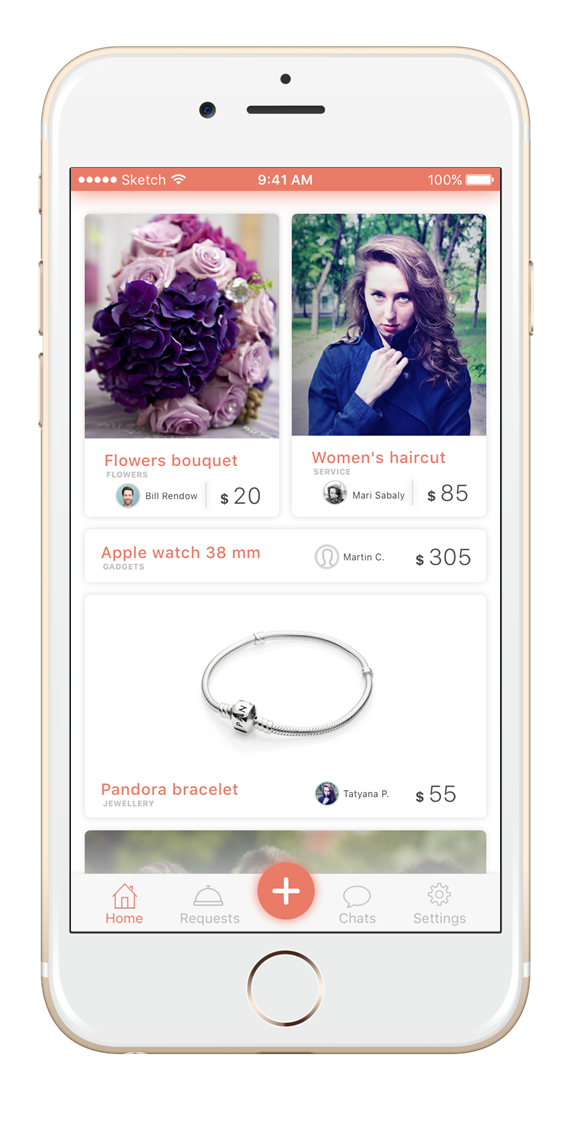 Sketch 9:41 AM 100%
Flowers bouquet
FLOWERS
Bill Rendow $ 20
Women's haircut
SERVICE
Mari Sabaly $ 85
Apple watch 38 mm
GADGETS
Martin C. $ 305
PAN
Pandora bracelet
JEWELLERY
Tatyana P. $ 55
Home Requests + Chats Settings